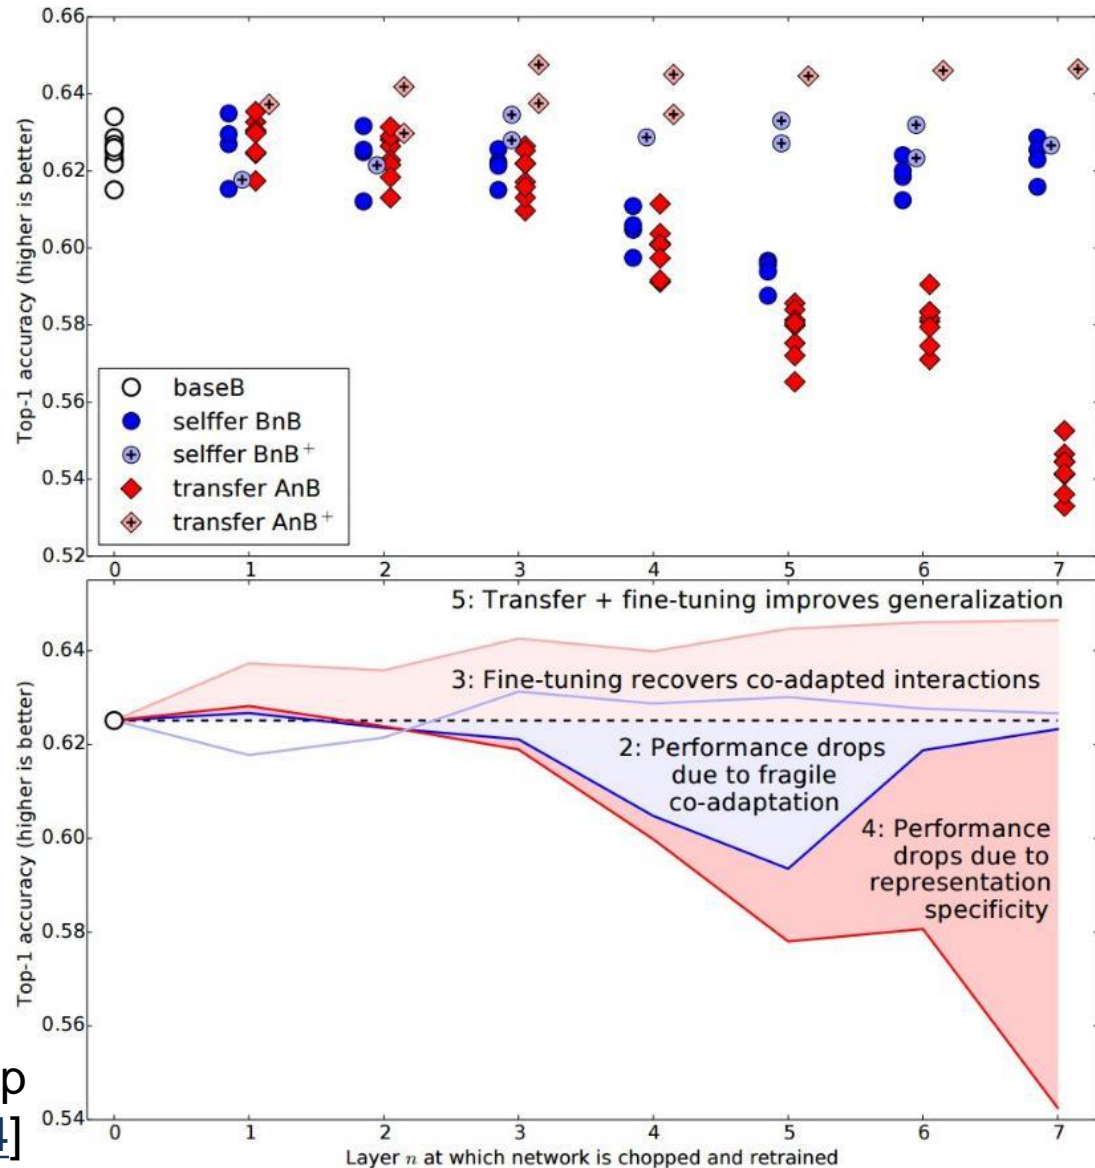 0.66
0.64
0.62
0.60
0.58
0.56
0.54
0.52
Top-1 accuracy (higher is better)
baseB
selffer BnB
selffer BnB⁺
transfer AnB
transfer AnB⁺
0 1 2 3 4 5 6 7
5: Transfer + fine-tuning improves generalization
3: Fine-tuning recovers co-adapted interactions
2: Performance drops
due to fragile
co-adaptation
4: Performance
drops due to
representation
specificity
0.64
0.62
0.60
0.58
0.56
0.54
Top-1 accuracy (higher is better)
p
4]
0 1 2 3 4 5 6 7
Layer n at which network is chopped and retrained